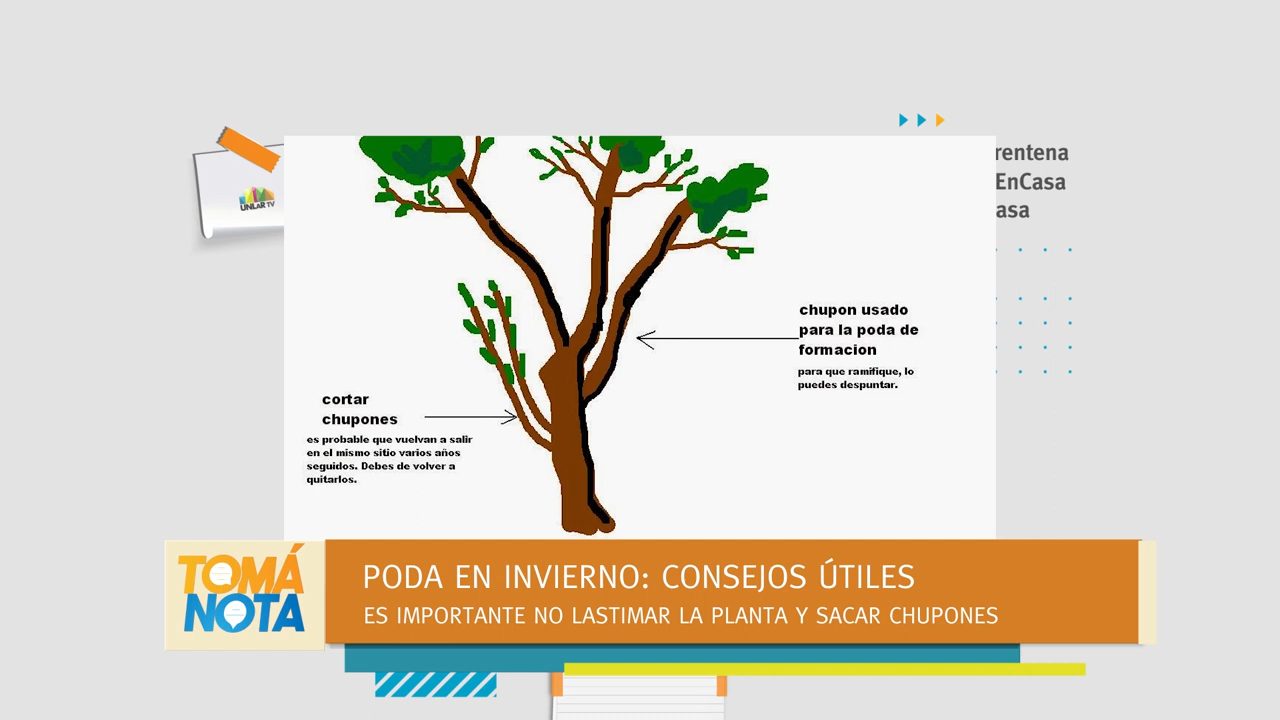 UNLAR TV
rentena
EnCasa
asa
chupon usado
para la poda de
formacion
para que ramifique, lo
puedes despuntar.
cortar
chupones
es probable que vuelvan a salir
en el mismo sitio varios años
seguidos. Debes de volver a
quitarlos.
TOMÁ
NOTA
PODA EN INVIERNO: CONSEJOS ÚTILES
ES IMPORTANTE NO LASTIMAR LA PLANTA Y SACAR CHUPONES